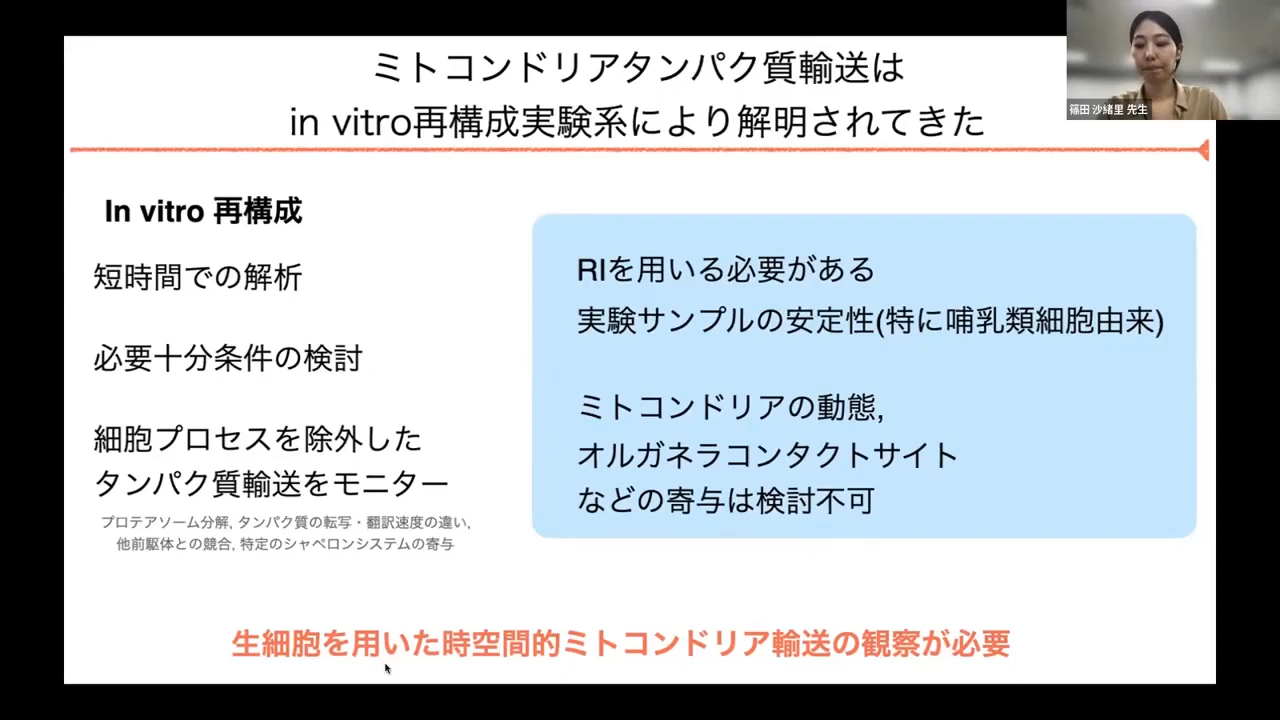 ミトコンドリアタンパク質輸送は
in vitro再構成実験系により解明されてきた
篠田 沙緒里 先生
In vitro 再構成
短時間での解析
必要十分条件の検討
細胞プロセスを除外した
タンパク質輸送をモニター
プロテアソーム分解, タンパク質の転写・翻訳速度の違い,
他前駆体との競合, 特定のシャペロンシステムの寄与
RIを用いる必要がある
実験サンプルの安定性(特に哺乳類細胞由来)
ミトコンドリアの動態,
オルガネラコンタクトサイト
などの寄与は検討不可
生細胞を用いた時空間的ミトコンドリア輸送の観察が必要